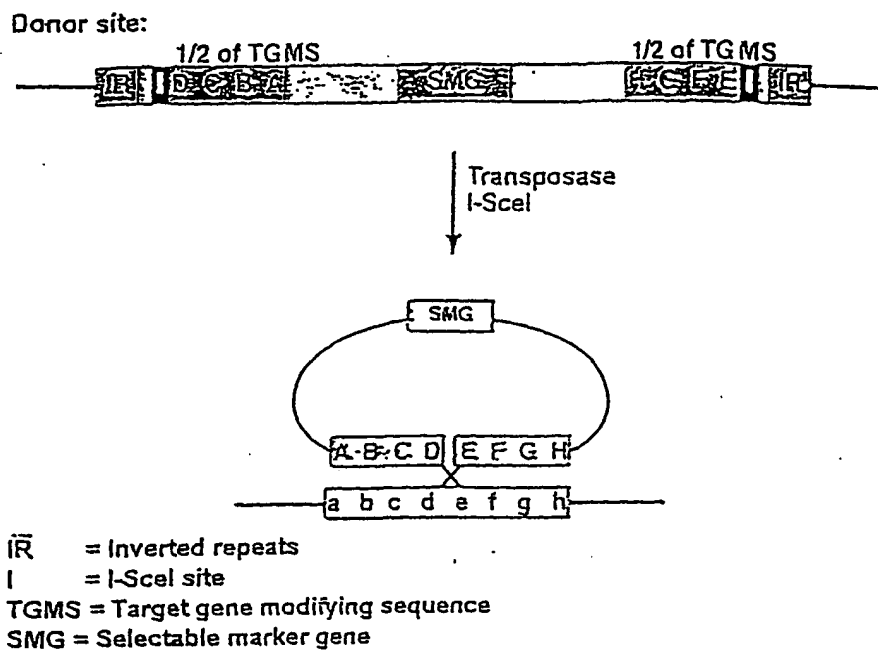 Donor site:
1/2 of TGMS 1/2 of TGMS
IR I D C B A SMG H G F E I IR
Transposase
I-SceI
SMG
A B C D E F G H
a b c d e f g h
IR = Inverted repeats
I = I-SceI site
TGMS = Target gene modifying sequence
SMG = Selectable marker gene